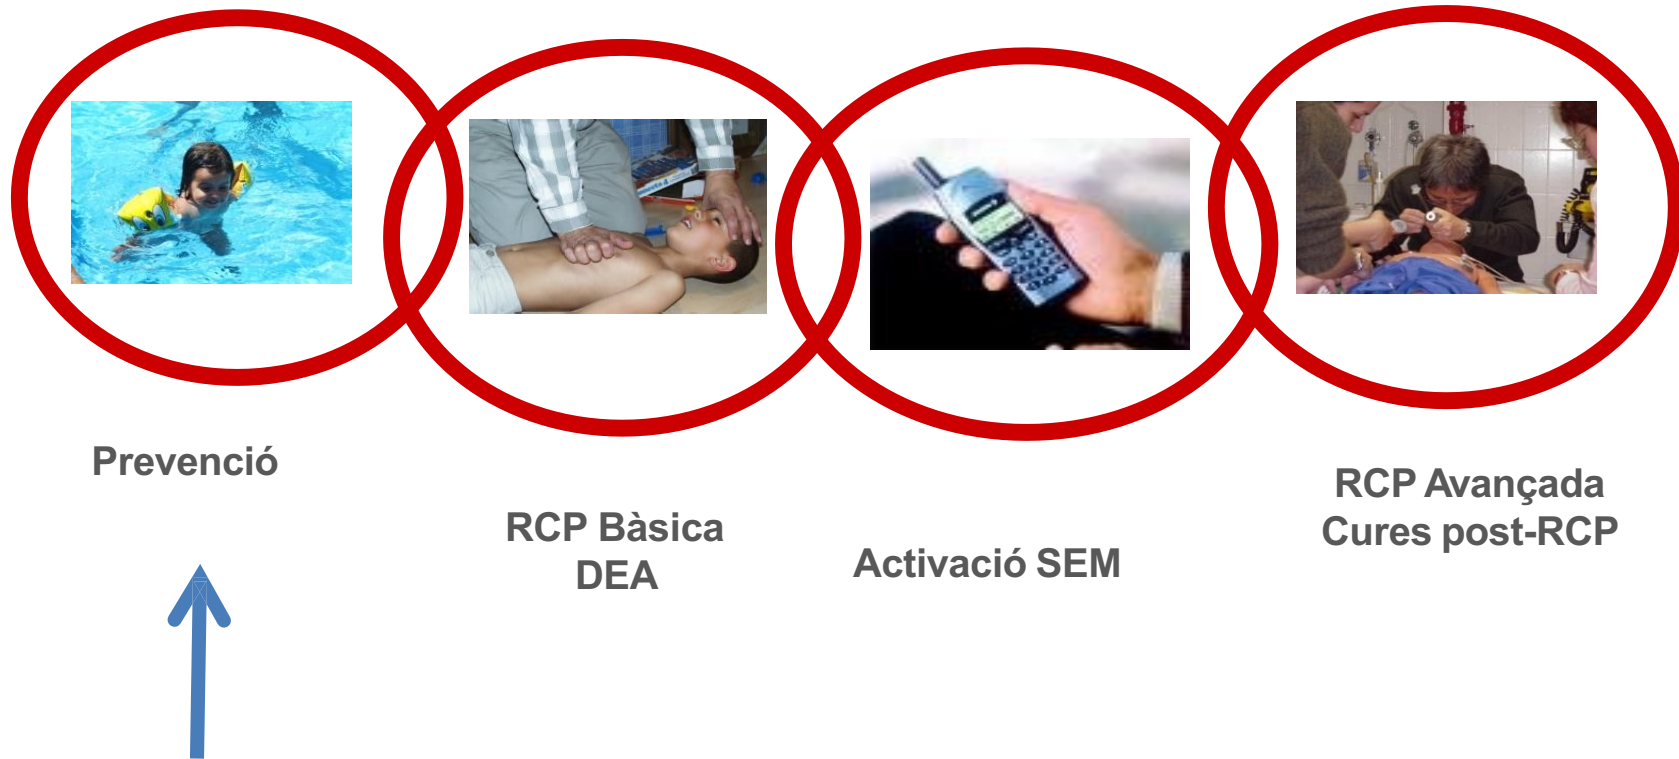 Prevenció
RCP Bàsica
DEA
Activació SEM
RCP Avançada
Cures post-RCP